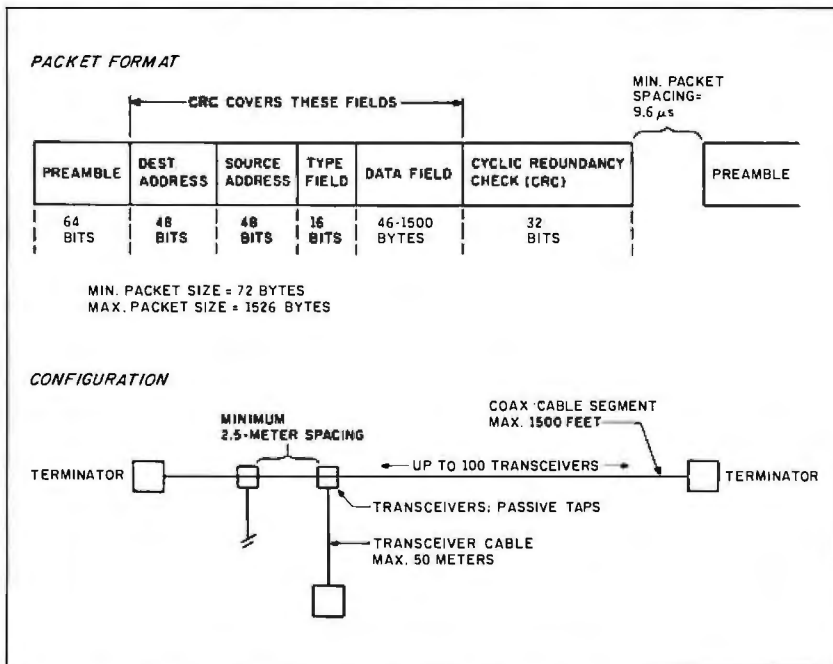 PACKET FORMAT
CRC COVERS THESE FIELDS
MIN. PACKET
SPACING=
9.6 μs
PREAMBLE
DEST.
ADDRESS
SOURCE
ADDRESS
TYPE
FIELD
DATA FIELD
CYCLIC REDUNDANCY
CHECK (CRC)
PREAMBLE
64
BITS
48
BITS
48
BITS
16
BITS
46-1500
BYTES
32
BITS
MIN. PACKET SIZE = 72 BYTES
MAX. PACKET SIZE = 1526 BYTES
CONFIGURATION
MINIMUM
2.5-METER SPACING
COAX CABLE SEGMENT
MAX. 1500 FEET
TERMINATOR
UP TO 100 TRANSCEIVERS
TERMINATOR
TRANSCEIVERS: PASSIVE TAPS
TRANSCEIVER CABLE
MAX. 50 METERS